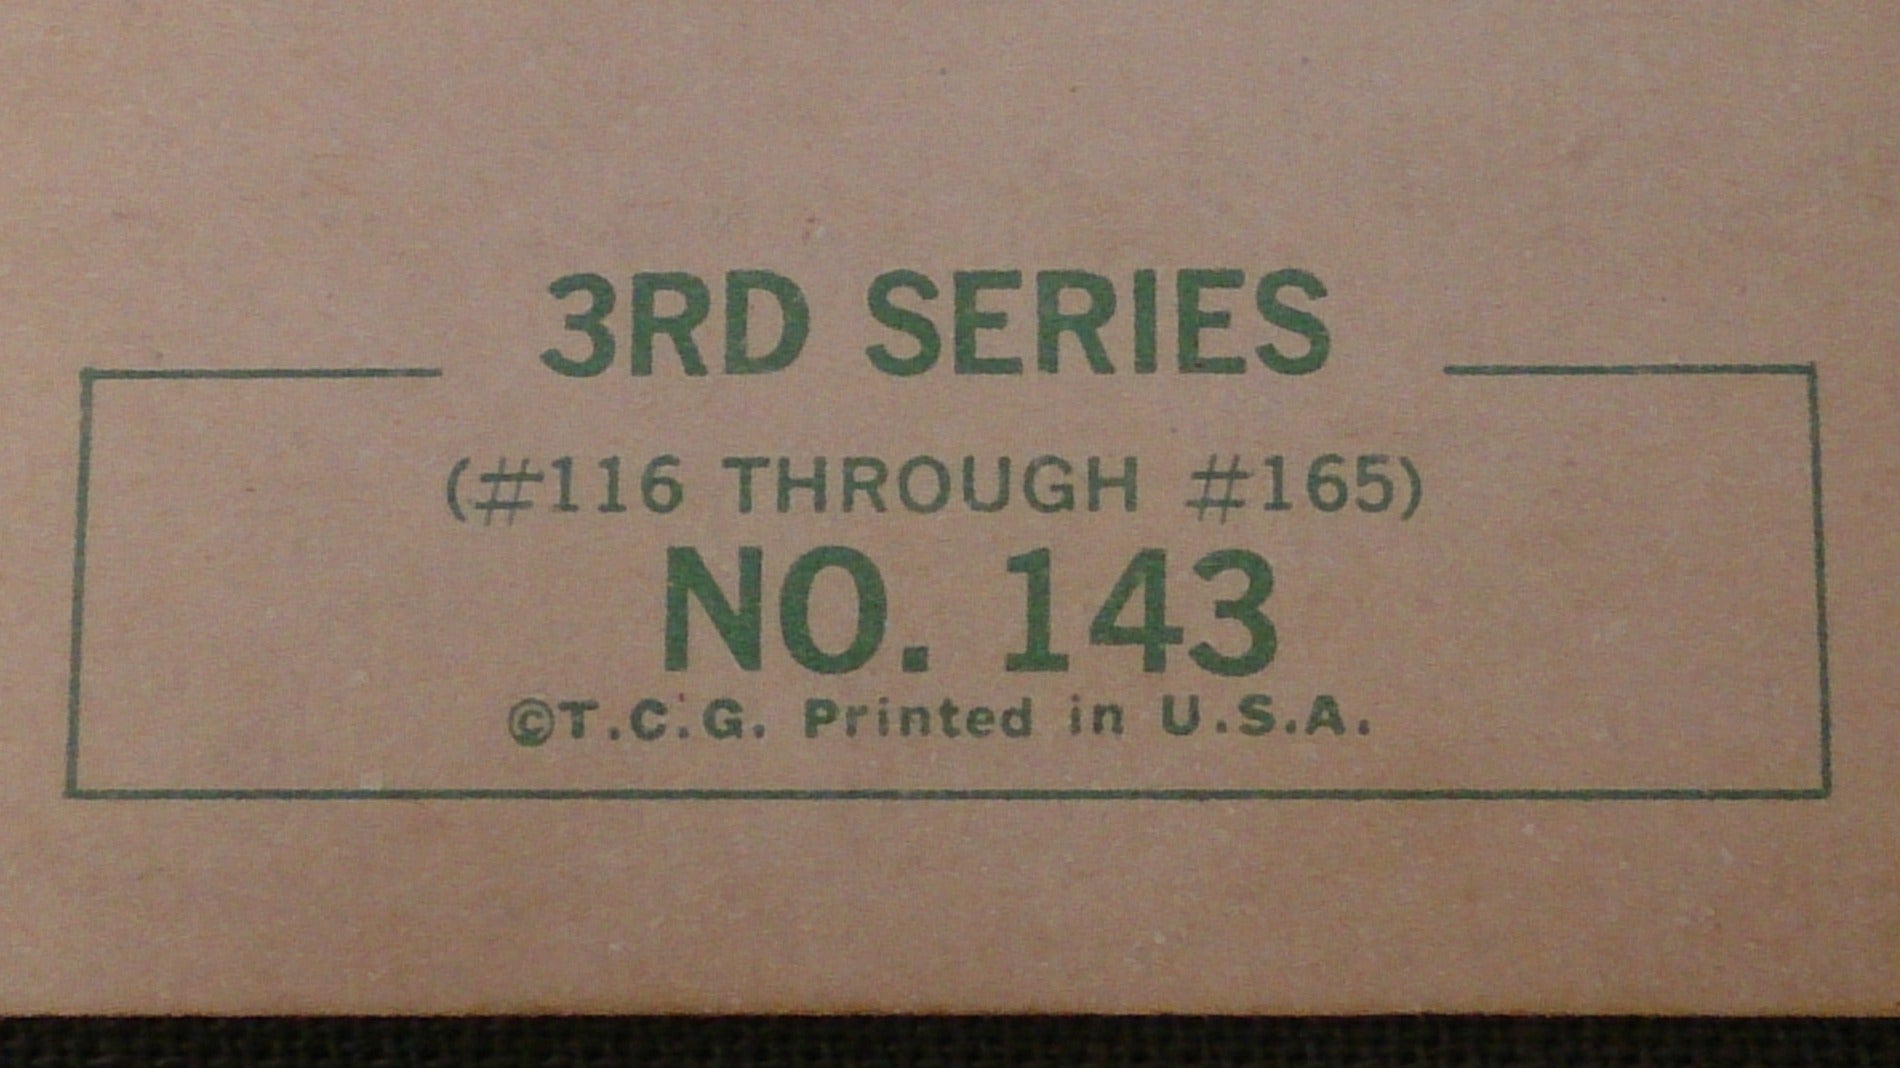 3RD SERIES
(#116 THROUGH #165)
NO. 143
©T.C.G. Printed in U.S.A.